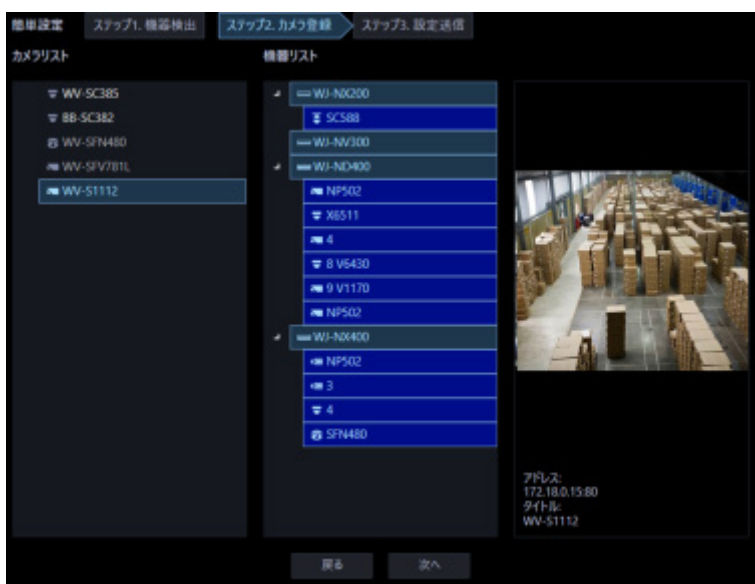 簡単設定 ステップ1. 機器検出 ステップ2. カメラ登録 ステップ3. 設定送信
カメラリスト
WV-SC385
BB-SC382
WV-SFN480
WV-SFV781L
WV-S1112
機器リスト
WJ-NX200
SC588
WJ-NV300
WJ-ND400
NP502
X6511
4
8 V6430
9 V1170
NP502
WJ-NX400
NP502
3
4
SFN480
アドレス:
172.18.0.15:80
タイトル:
WV-S1112
戻る 次へ